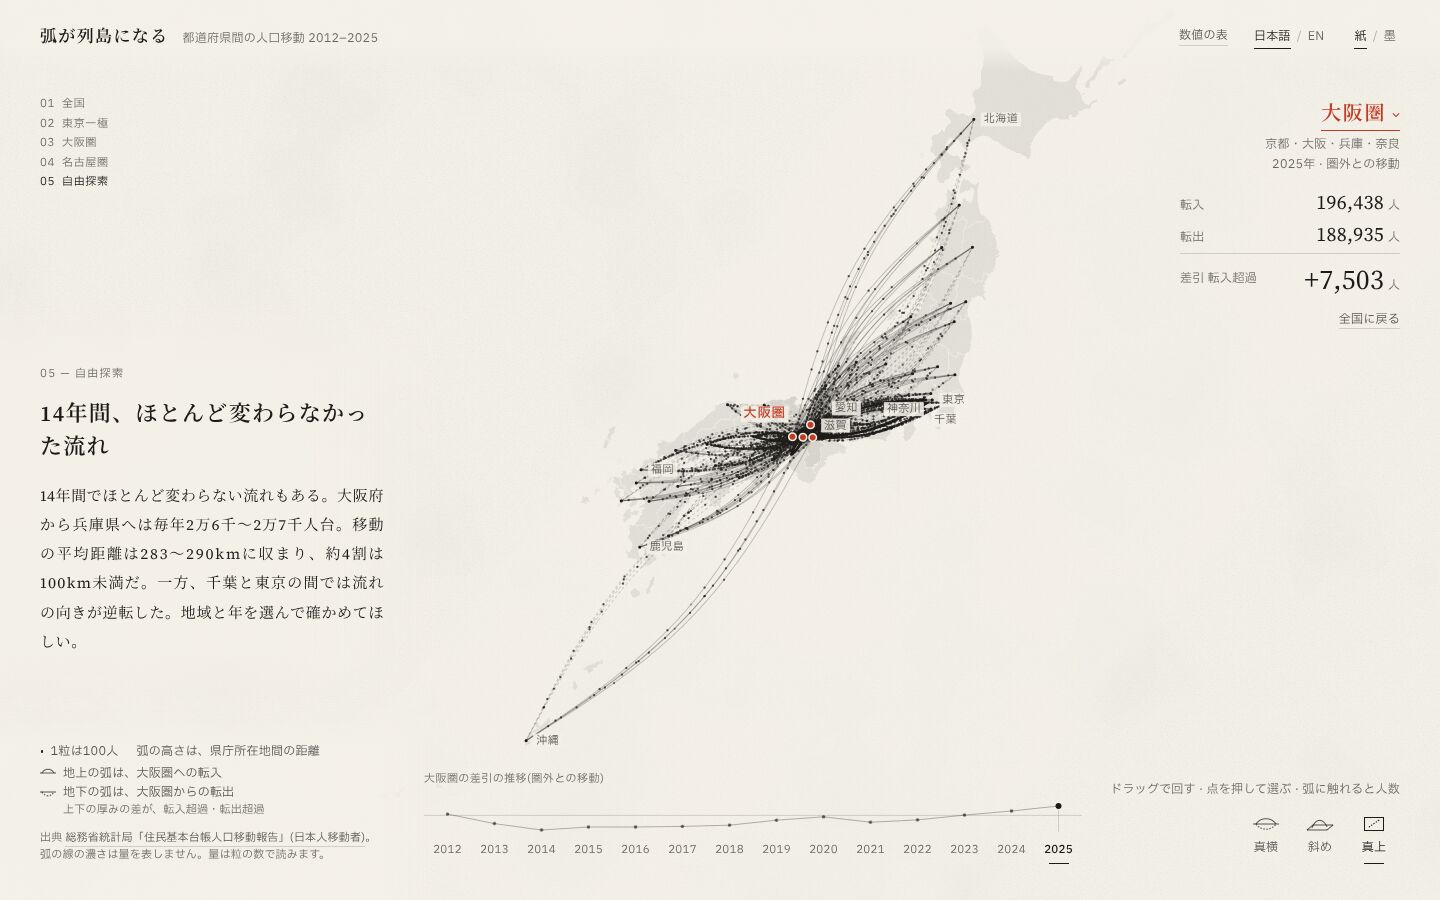 弧が列島になる 都道府県間の人口移動 2012–2025
数値の表 日本語 / EN 紙 / 墨
01 全国
02 東京一極
03 大阪圏
04 名古屋圏
05 自由探索
大阪圏
京都・大阪・兵庫・奈良
2025年・圏外との移動
転入 196,438 人
転出 188,935 人
差引 転入超過 +7,503 人
全国に戻る
北海道
東京
愛知
神奈川
大阪圏
千葉
滋賀
福岡
鹿児島
沖縄
05 — 自由探索
14年間、ほとんど変わらなかっ
た流れ
14年間でほとんど変わらない流れもある。大阪府
から兵庫県へは毎年2万6千〜2万7千人台。移動
の平均距離は283〜290kmに収まり、約4割は
100km未満だ。一方、千葉と東京の間では流れ
の向きが逆転した。地域と年を選んで確かめてほ
しい。
1粒は100人 弧の高さは、県庁所在地間の距離
地上の弧は、大阪圏への転入
地下の弧は、大阪圏からの転出
上下の厚みの差が、転入超過・転出超過
出典 総務省統計局「住民基本台帳人口移動報告」(日本人移動者)。
弧の線の濃さは量を表しません。量は粒の数で読みます。
大阪圏の差引の推移(圏外との移動)
2012 2013 2014 2015 2016 2017 2018 2019 2020 2021 2022 2023 2024 2025
ドラッグで回す・点を押して選ぶ・弧に触れると人数
真横 斜め 真上